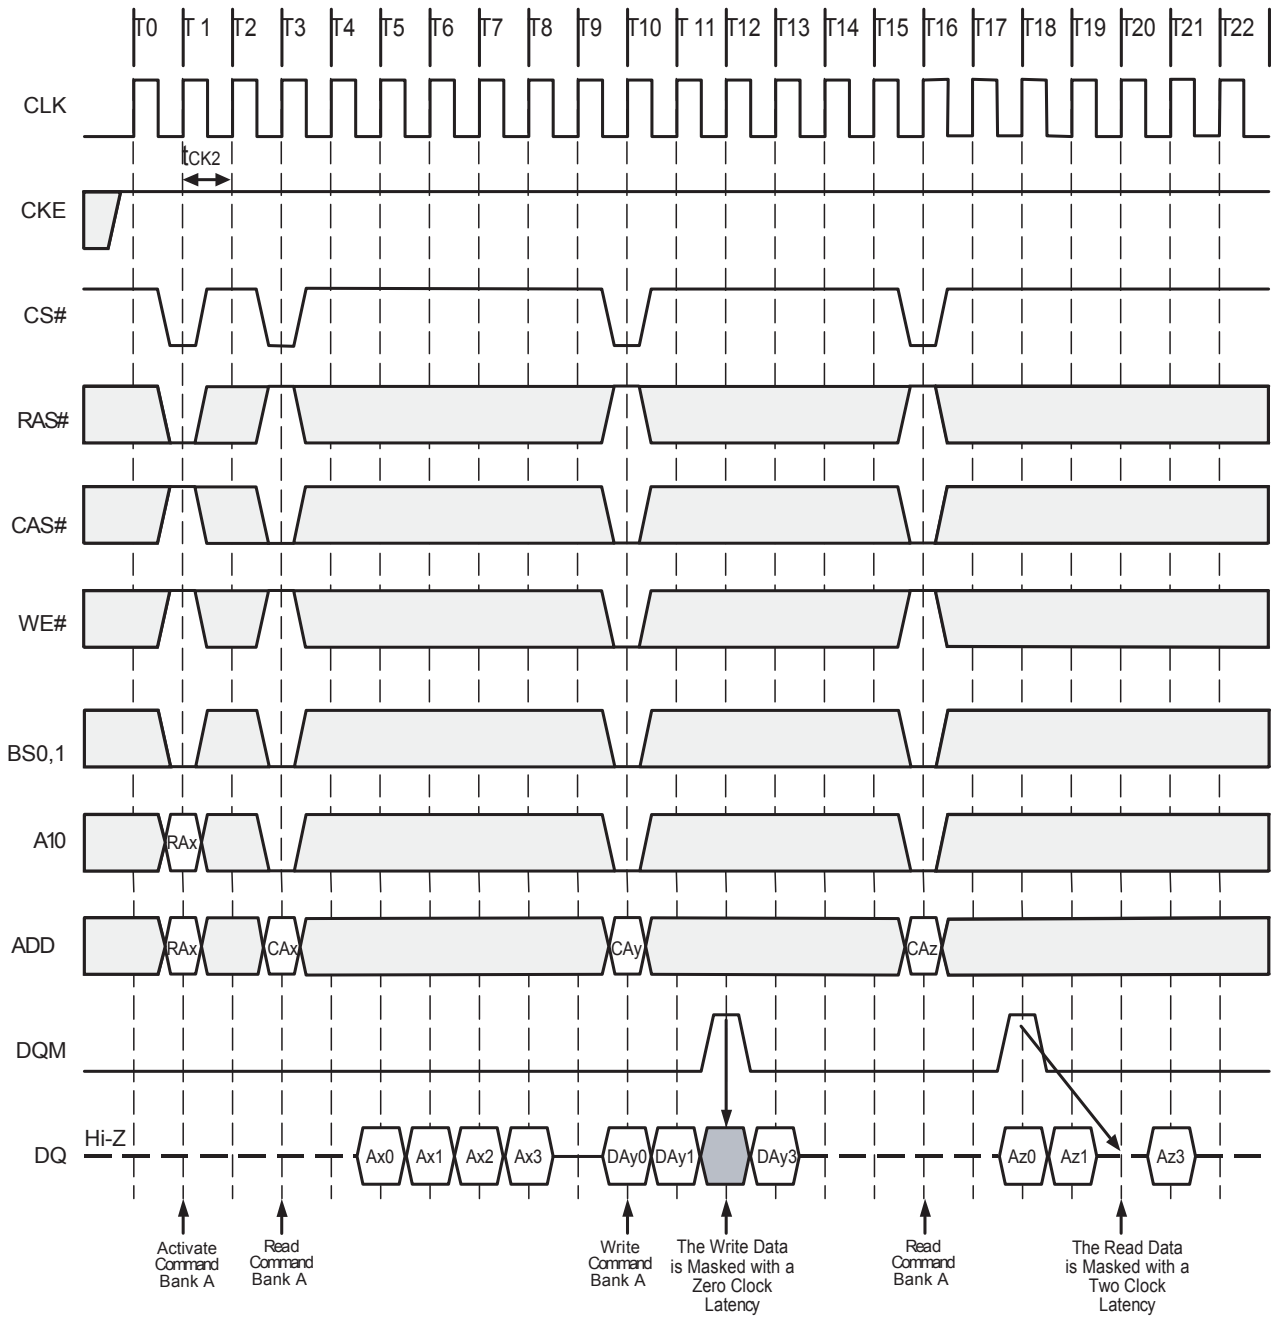 T0 T 1 T2 T3 T4 T5 T6 T7 T8 T9 T10 T 11 T12 T13 T14 T15 T16 T17 T18 T19 T20 T21 T22
CLK
tCK2
CKE
CS#
RAS#
CAS#
WE#
BS0,1
A10
RAx
ADD
RAx CAx CAy CAz
DQM
Hi-Z
DQ
Ax0 Ax1 Ax2 Ax3 DAy0 DAy1 DAy3 Az0 Az1 Az3
Activate
Command
Bank A
Read
Command
Bank A
Write
Command
Bank A
The Write Data
is Masked with a
Zero Clock
Latency
Read
Command
Bank A
The Read Data
is Masked with a
Two Clock
Latency